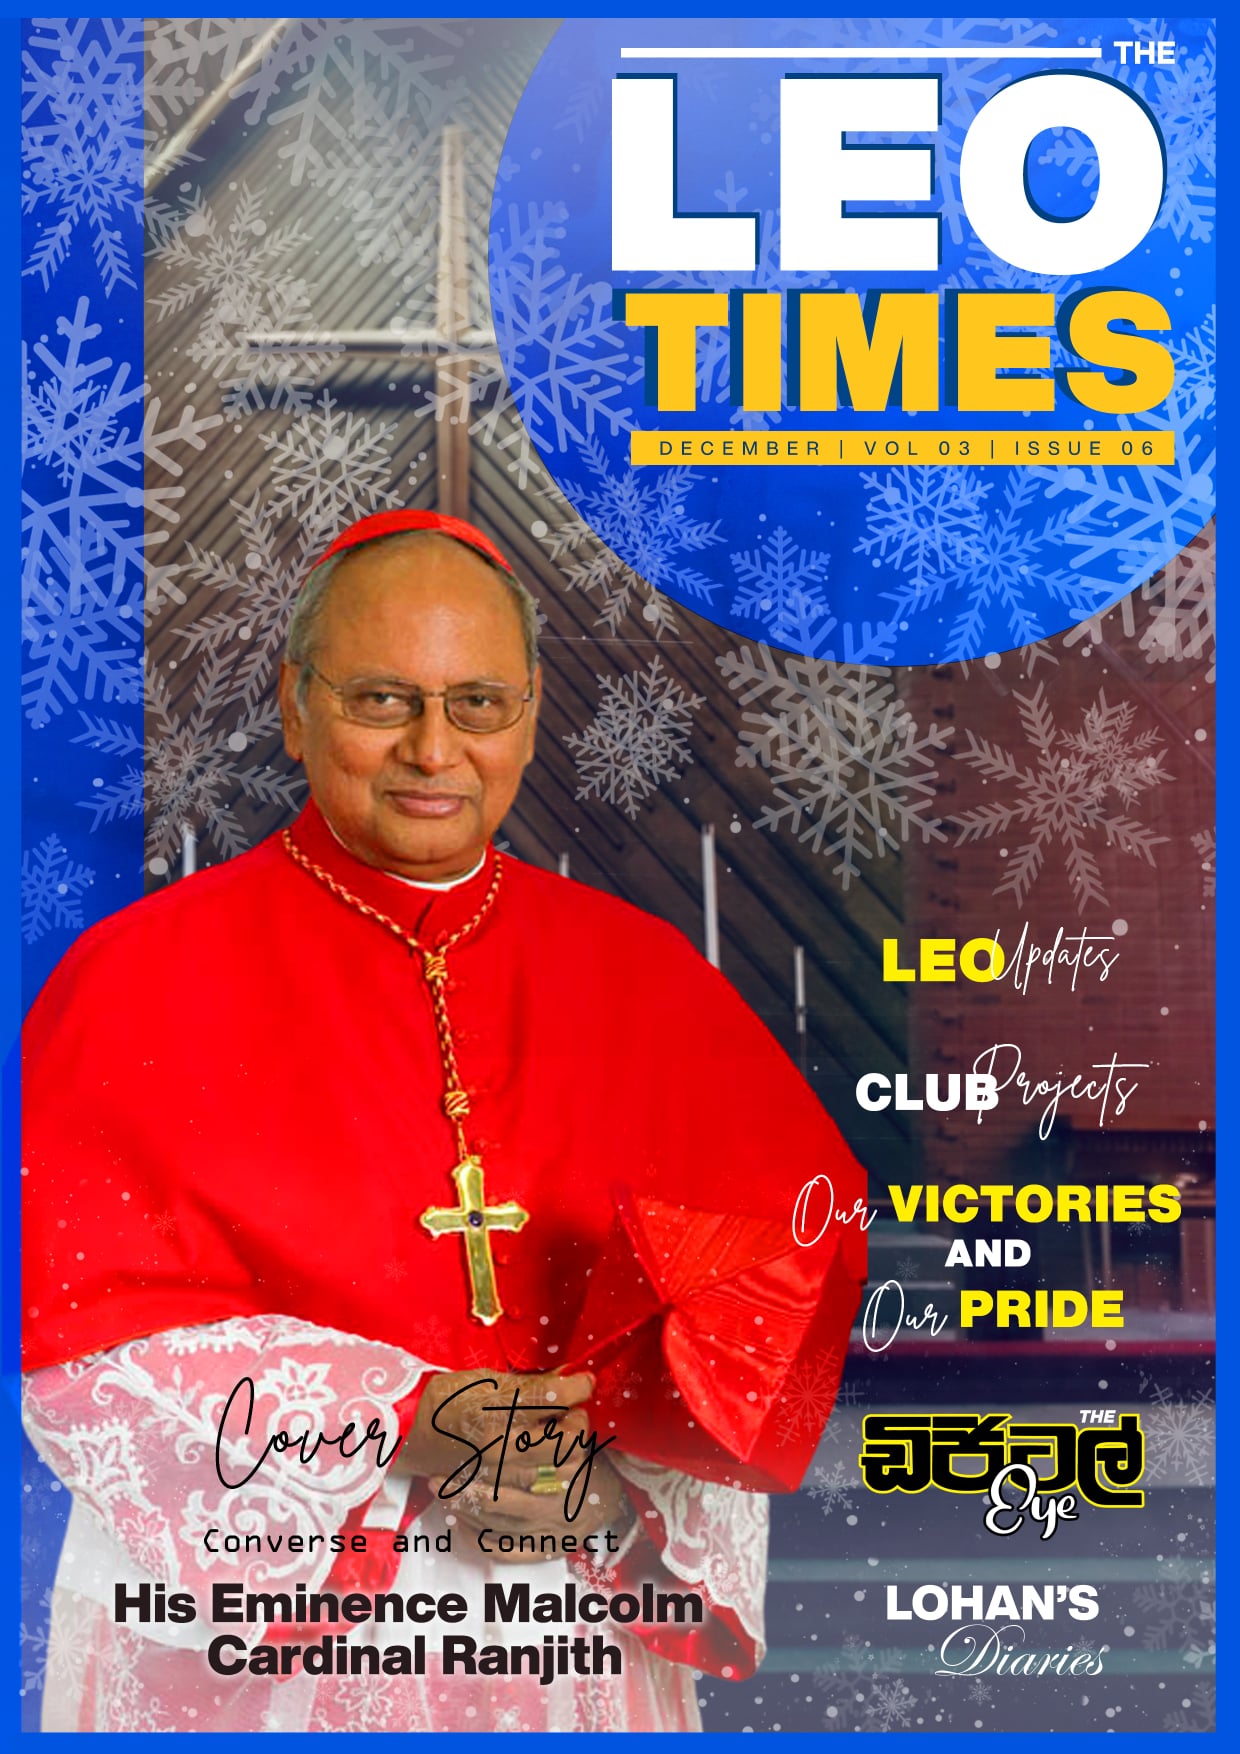 THE
LEO
TIMES
DECEMBER | VOL 03 | ISSUE 06
LEO Updates
CLUB Projects
Our VICTORIES
AND
Our PRIDE
THE
ඩිජිටල්
Eye
LOHAN'S
Diaries
Cover Story
Converse and Connect
His Eminence Malcolm
Cardinal Ranjith